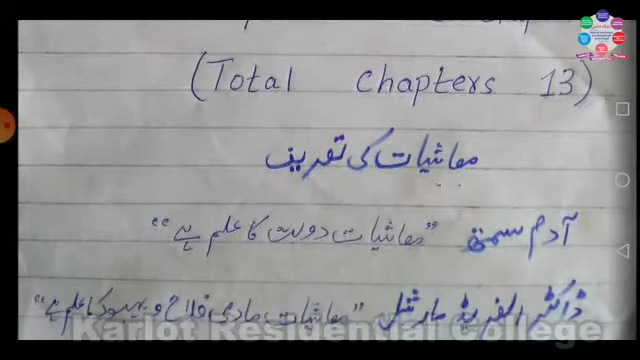 (Total Chapters 13)
معاشیات کی تعریف
آدم سمتھ "معاشیات دولت کا علم ہے"
ڈاکٹر الفریڈ مارشل "معاشیات مادی فلاح و بہبود کا علم ہے"
Karlot Residential College